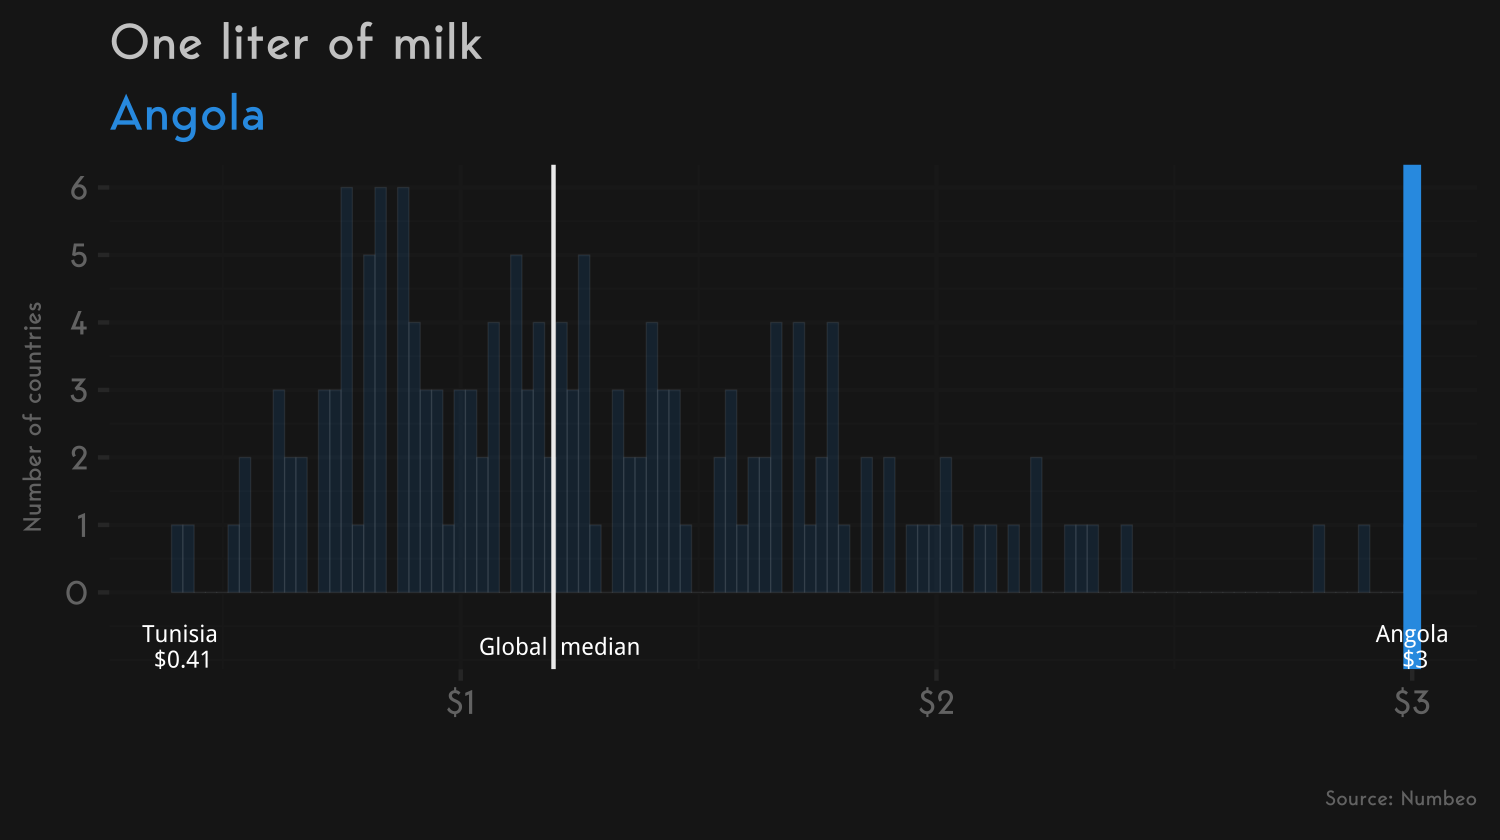 One liter of milk
Angola
Number of countries
6
5
4
3
2
1
0
Tunisia
$0.41
Global median
Angola
$3
$1
$2
$3
Source: Numbeo